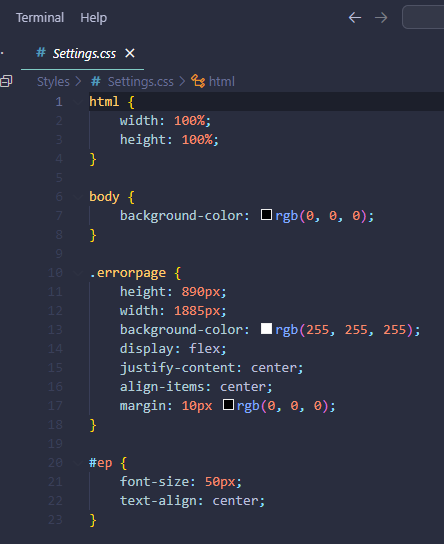 Terminal Help
# Settings.css
Styles > # Settings.css > html
1 html {
2 width: 100%;
3 height: 100%;
4 }
5
6 body {
7 background-color: rgb(0, 0, 0);
8 }
9
10 .errorpage {
11 height: 890px;
12 width: 1885px;
13 background-color: rgb(255, 255, 255);
14 display: flex;
15 justify-content: center;
16 align-items: center;
17 margin: 10px rgb(0, 0, 0);
18 }
19
20 #ep {
21 font-size: 50px;
22 text-align: center;
23 }